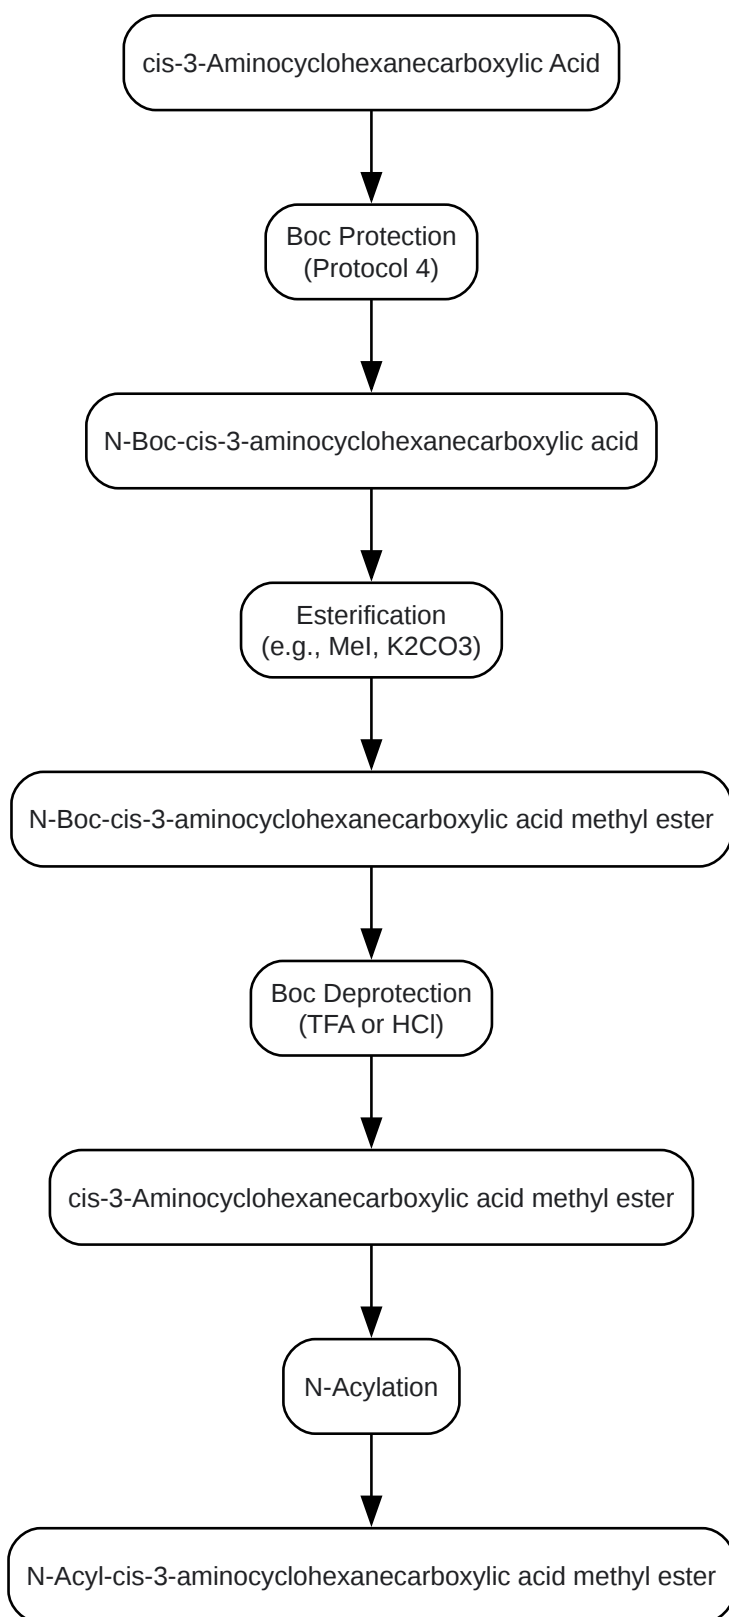 cis-3-Aminocyclohexanecarboxylic Acid
Boc Protection
(Protocol 4)
N-Boc-cis-3-aminocyclohexanecarboxylic acid
Esterification
(e.g., MeI, K2CO3)
N-Boc-cis-3-aminocyclohexanecarboxylic acid methyl ester
Boc Deprotection
(TFA or HCl)
cis-3-Aminocyclohexanecarboxylic acid methyl ester
N-Acylation
N-Acyl-cis-3-aminocyclohexanecarboxylic acid methyl ester